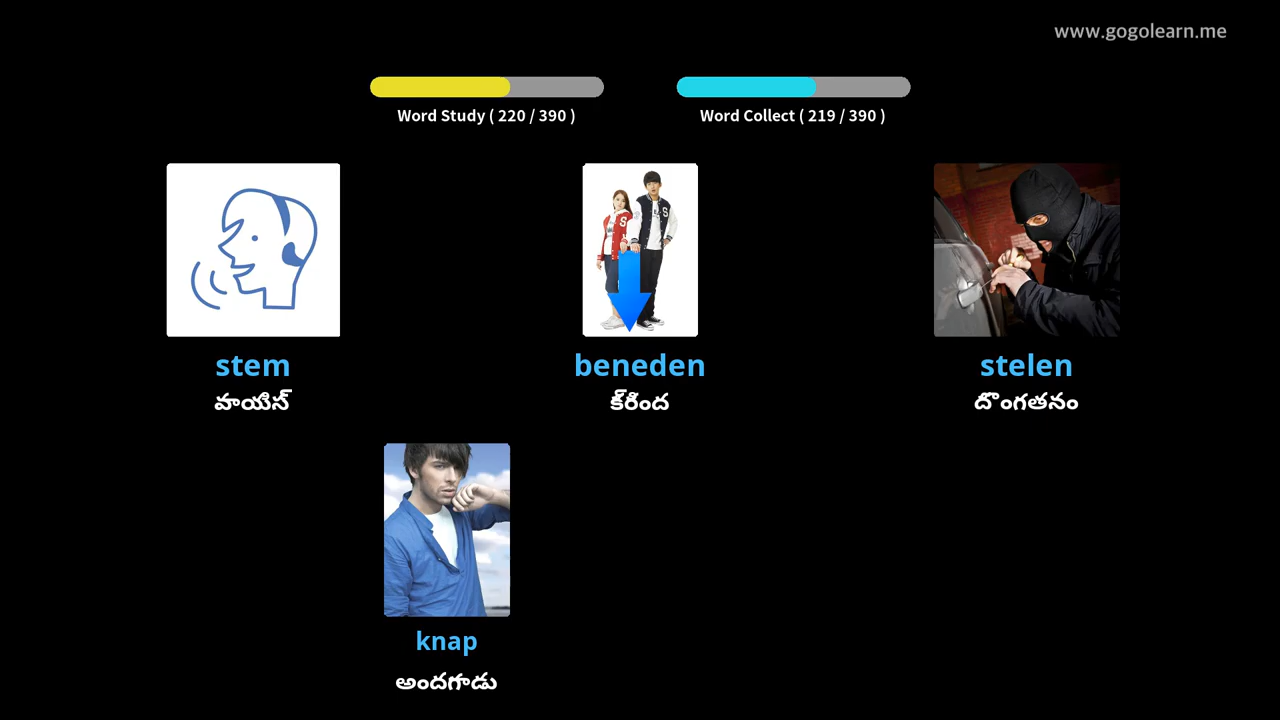 www.gogolearn.me
Word Study ( 220 / 390 )
Word Collect ( 219 / 390 )
stem
beneden
stelen
వాయిస్
క్రింద
దొంగతనం
knap
అందగాడు